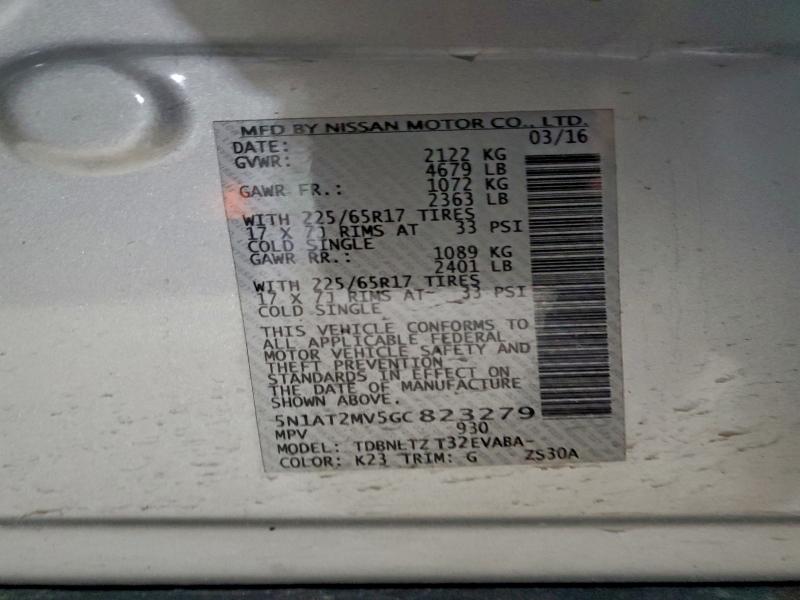 MFD BY NISSAN MOTOR CO., LTD.
DATE: 03/16
GVWR: 2122 KG
4679 LB
GAWR FR.: 1072 KG
2363 LB
WITH 225/65R17 TIRES
17 X 7J RIMS AT 33 PSI
COLD SINGLE
GAWR RR.: 1089 KG
2401 LB
WITH 225/65R17 TIRES
17 X 7J RIMS AT 33 PSI
COLD SINGLE
THIS VEHICLE CONFORMS TO
ALL APPLICABLE FEDERAL
MOTOR VEHICLE SAFETY AND
THEFT PREVENTION
STANDARDS IN EFFECT ON
THE DATE OF MANUFACTURE
SHOWN ABOVE.
5N1AT2MV5GC823279
MPV 930
MODEL: TDBNLTZ T32EVABA-
COLOR: K23 TRIM: G ZS30A